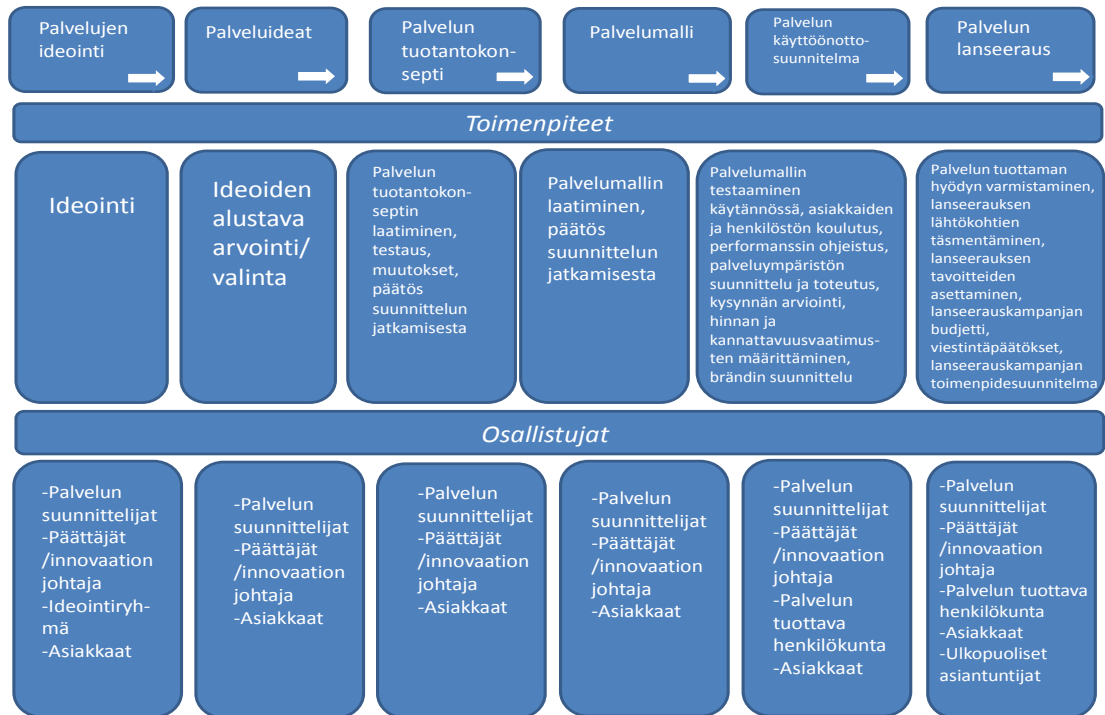 Palvelujen
ideointi
Palveluideat
Palvelun
tuotantokon-
septi
Palvelumalli
Palvelun
käyttöönotto-
suunnitelma
Palvelun
lanseeraus
Toimenpiteet
Ideointi
Ideoiden
alustava
arvointi/
valinta
Palvelun
tuotantokon-
septin
laatiminen,
testaus,
muutokset,
päätös
suunnittelun
jatkamisesta
Palvelumallin
laatiminen,
päätös
suunnittelun
jatkamisesta
Palvelumallin
testaaminen
käytännössä, asiakkaiden
ja henkilöstön koulutus,
performanssin ohjeistus,
palveluympäristön
suunnittelu ja toteutus,
kysynnän arviointi,
hinnan ja
kannattavuusvaatimus-
ten määrittäminen,
brändin suunnittelu
Palvelun tuottaman
hyödyn varmistaminen,
lanseerauksen
lähtökohtien
täsmentäminen,
lanseerauksen
tavoitteiden
asettaminen,
lanseerauskampanjan
budjetti,
viestintäpäätökset,
lanseerauskampanjan
toimenpidesuunnitelma
Osallistujat
-Palvelun
suunnittelijat
-Päättäjät
/innovaation
johtaja
-Ideointiryh-
mä
-Asiakkaat
-Palvelun
suunnittelijat
-Päättäjät
/innovaation
johtaja
-Asiakkaat
-Palvelun
suunnittelijat
-Päättäjät
/innovaation
johtaja
-Asiakkaat
-Palvelun
suunnittelijat
-Päättäjät
/innovaation
johtaja
-Asiakkaat
-Palvelun
suunnittelijat
-Päättäjät
/innovaation
johtaja
-Palvelun
tuottava
henkilökunta
-Asiakkaat
-Palvelun
suunnittelijat
-Päättäjät
/innovaation
johtaja
-Palvelun tuottava
henkilökunta
-Asiakkaat
-Ulkopuoliset
asiantuntijat